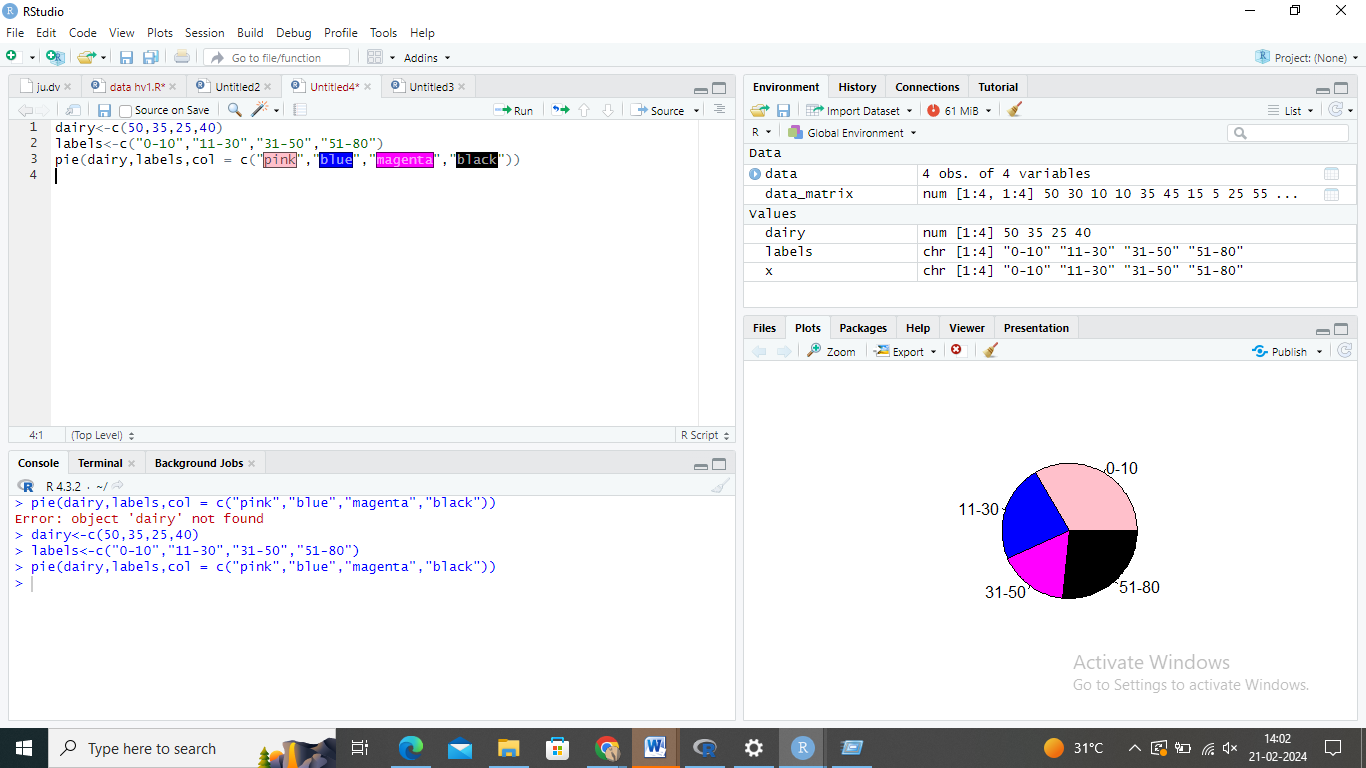 RStudio
File Edit Code View Plots Session Build Debug Profile Tools Help
Go to file/function Addins Project: (None)
ju.dv data hv1.R* Untitled2 Untitled4* Untitled3
Source on Save Run Source
1 dairy<-c(50,35,25,40)
2 labels<-c("0-10","11-30","31-50","51-80")
3 pie(dairy,labels,col = c("pink","blue","magenta","black"))
4
4:1 (Top Level) R Script
Console Terminal Background Jobs
R 4.3.2 · ~/
> pie(dairy,labels,col = c("pink","blue","magenta","black"))
Error: object 'dairy' not found
> dairy<-c(50,35,25,40)
> labels<-c("0-10","11-30","31-50","51-80")
> pie(dairy,labels,col = c("pink","blue","magenta","black"))
>
Environment History Connections Tutorial
Import Dataset 61 MiB List
R Global Environment
Data
data 4 obs. of 4 variables
data_matrix num [1:4, 1:4] 50 30 10 10 35 45 15 5 25 55 ...
Values
dairy num [1:4] 50 35 25 40
labels chr [1:4] "0-10" "11-30" "31-50" "51-80"
x chr [1:4] "0-10" "11-30" "31-50" "51-80"
Files Plots Packages Help Viewer Presentation
Zoom Export Publish
0-10
11-30
31-50
51-80
Activate Windows
Go to Settings to activate Windows.
Type here to search
31°C
14:02
21-02-2024